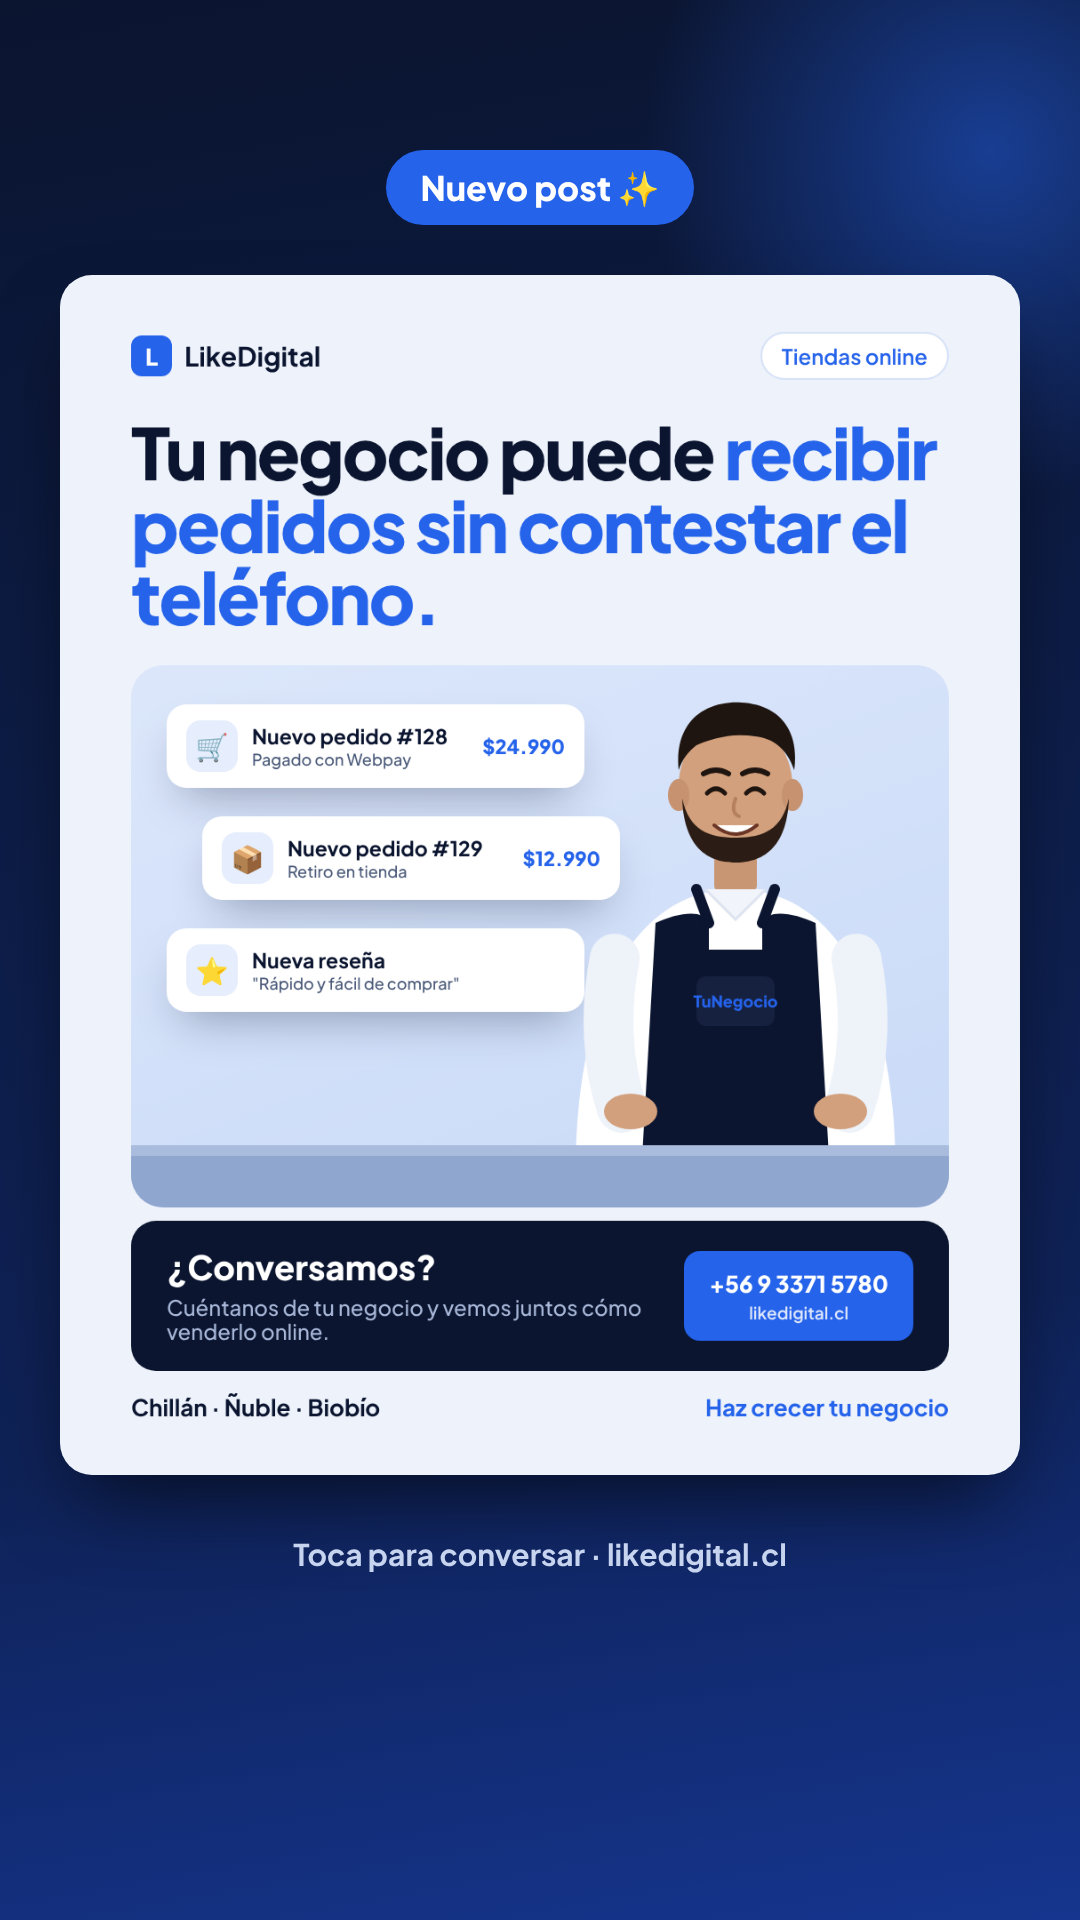 Nuevo post ✨
L LikeDigital
Tiendas online
Tu negocio puede recibir
pedidos sin contestar el
teléfono.
Nuevo pedido #128
Pagado con Webpay
$24.990
Nuevo pedido #129
Retiro en tienda
$12.990
Nueva reseña
"Rápido y fácil de comprar"
TuNegocio
¿Conversamos?
Cuéntanos de tu negocio y vemos juntos cómo
venderlo online.
+56 9 3371 5780
likedigital.cl
Chillán · Ñuble · Biobío
Haz crecer tu negocio
Toca para conversar · likedigital.cl